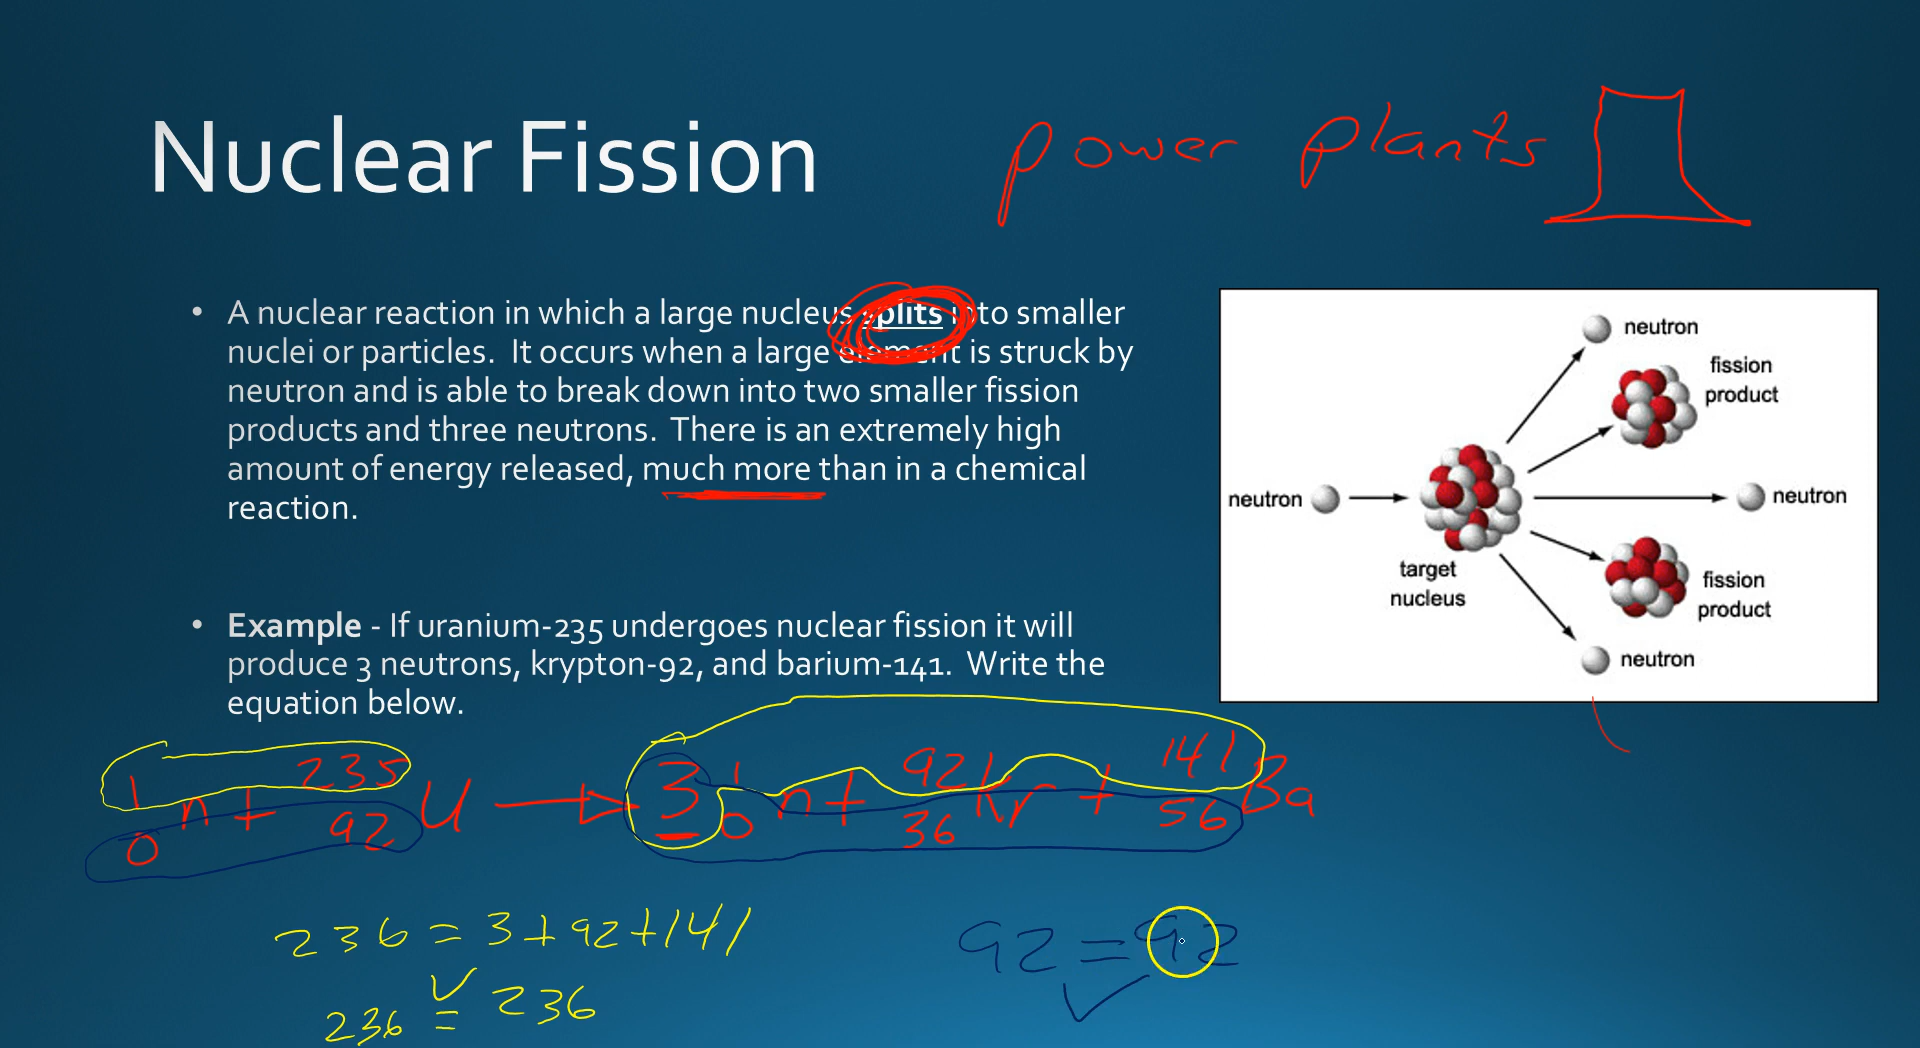 Nuclear Fission
power plants
• A nuclear reaction in which a large nucleus splits into smaller
nuclei or particles. It occurs when a large element is struck by
neutron and is able to break down into two smaller fission
products and three neutrons. There is an extremely high
amount of energy released, much more than in a chemical
reaction.
neutron
fission
product
neutron
neutron
target
nucleus
fission
product
neutron
• Example - If uranium-235 undergoes nuclear fission it will
produce 3 neutrons, krypton-92, and barium-141. Write the
equation below.
1 235 1 92 141
n + U → 3 n + Kr + Ba
0 92 0 36 56
236 = 3 + 92 + 141
236 = 236
92 = 92